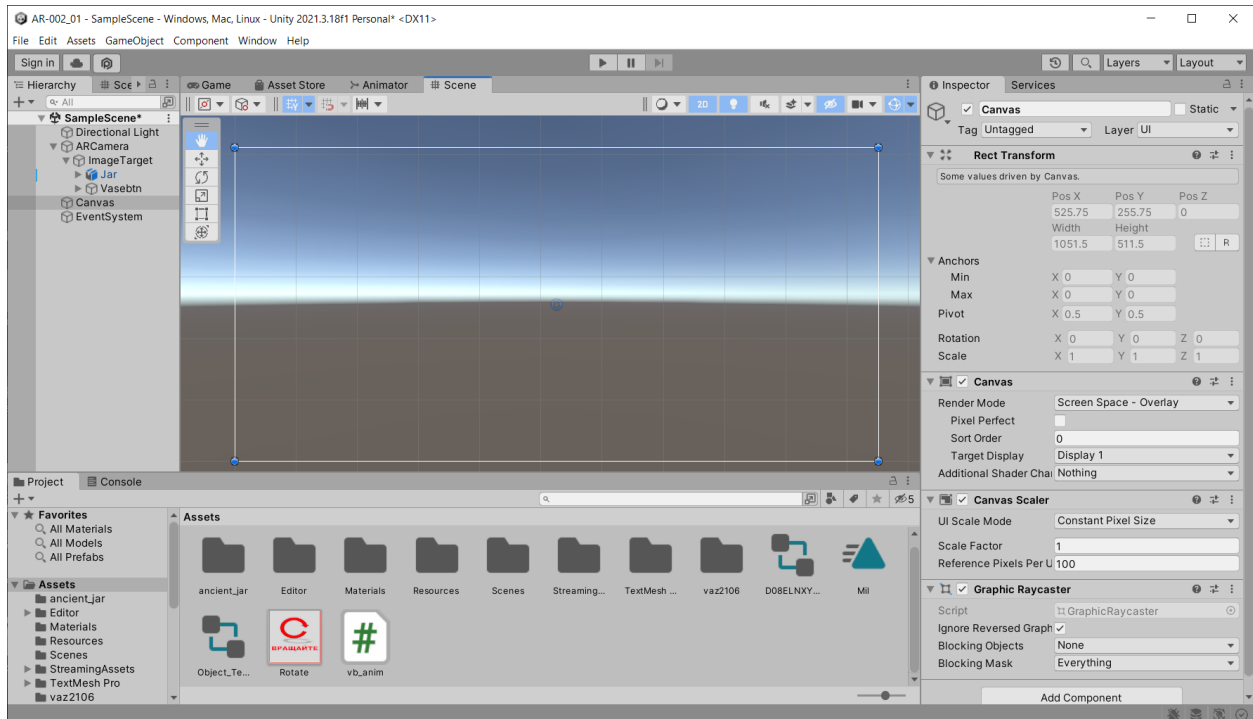 AR-002_01 - SampleScene - Windows, Mac, Linux - Unity 2021.3.18f1 Personal* <DX11>
File Edit Assets GameObject Component Window Help
Sign in
Layers
Layout
Hierarchy
Sce
Game
Asset Store
Animator
Scene
Inspector
Services
All
2D
SampleScene*
Directional Light
ARCamera
ImageTarget
Jar
Vasebtn
Canvas
EventSystem
Canvas
Static
Tag Untagged
Layer UI
Rect Transform
Some values driven by Canvas.
Pos X Pos Y Pos Z
525.75 255.75 0
Width Height
1051.5 511.5
R
Anchors
Min X 0 Y 0
Max X 0 Y 0
Pivot X 0.5 Y 0.5
Rotation X 0 Y 0 Z 0
Scale X 1 Y 1 Z 1
Canvas
Render Mode Screen Space - Overlay
Pixel Perfect
Sort Order 0
Target Display Display 1
Additional Shader Chai Nothing
Canvas Scaler
UI Scale Mode Constant Pixel Size
Scale Factor 1
Reference Pixels Per U 100
Graphic Raycaster
Script GraphicRaycaster
Ignore Reversed Graph
Blocking Objects None
Blocking Mask Everything
Add Component
Project
Console
5
Favorites
All Materials
All Models
All Prefabs
Assets
ancient_jar
Editor
Materials
Resources
Scenes
StreamingAssets
TextMesh Pro
vaz2106
Assets
ancient_jar Editor Materials Resources Scenes Streaming... TextMesh ... vaz2106 D08ELNXY... Mil
ВРАЩАЙТЕ
#
Object_Te... Rotate vb_anim